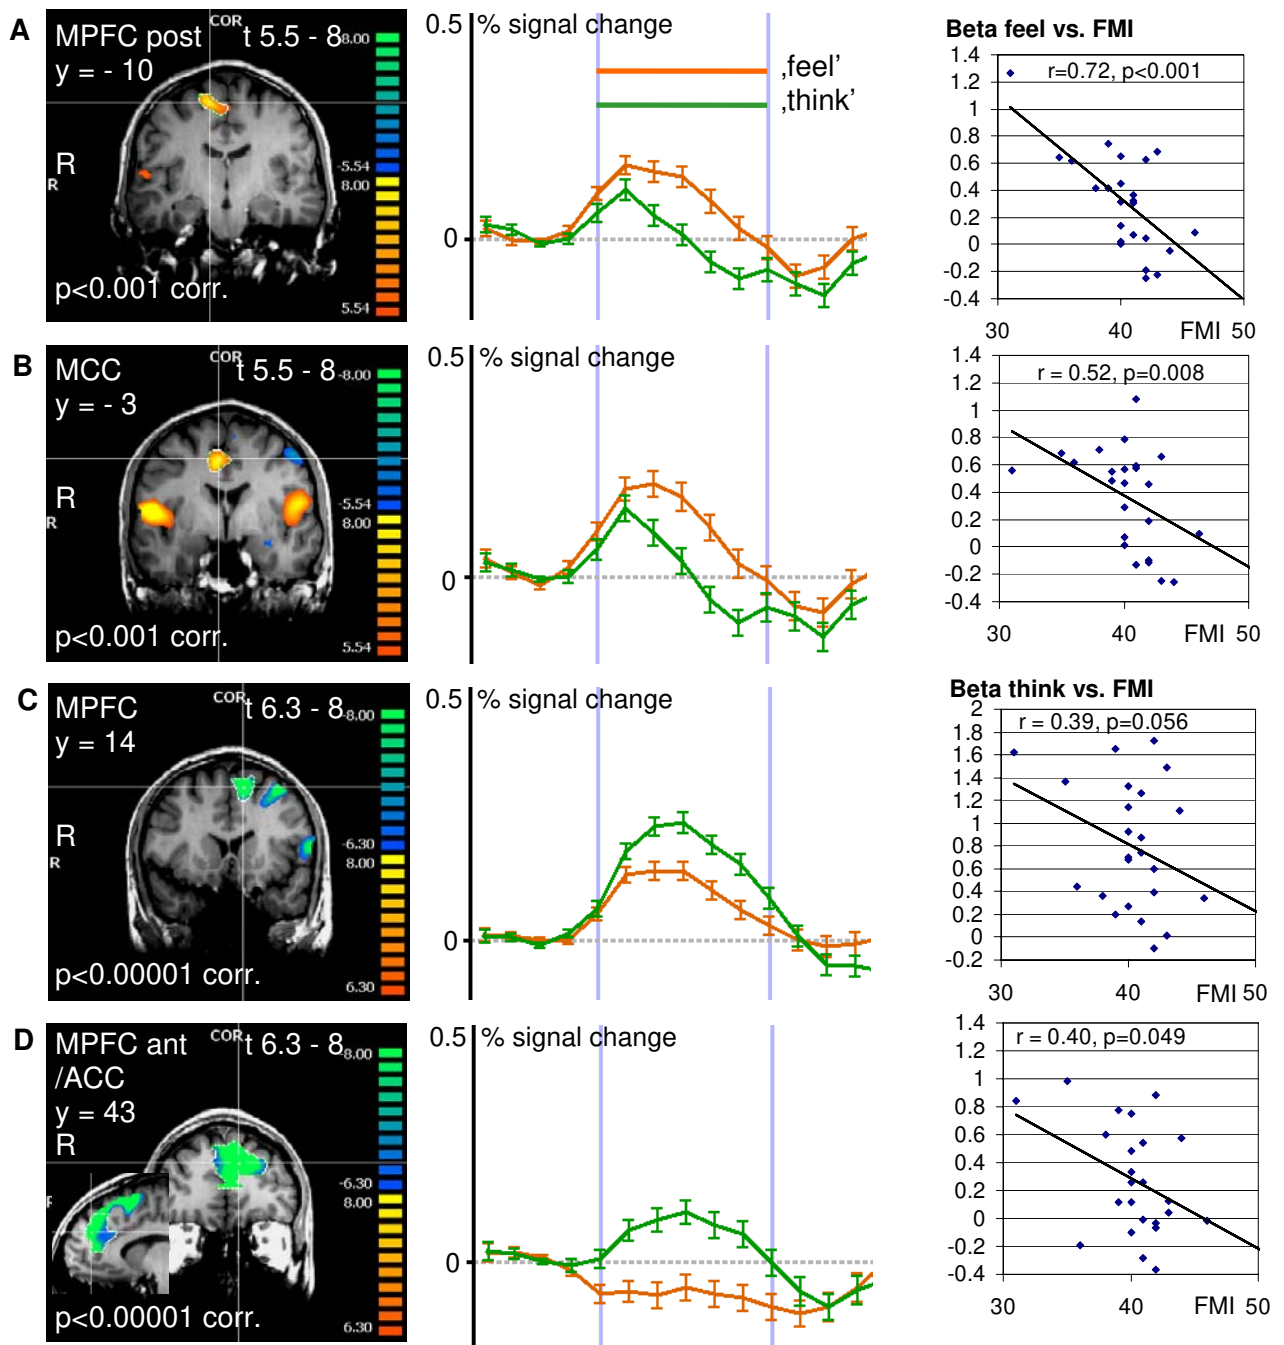 A
MPFC post
y = - 10
COR
t 5.5 - 8
8.00
-5.54
8.00
5.54
R
R
p<0.001 corr.
0.5
% signal change
‚feel’
‚think’
0
Beta feel vs. FMI
r=0.72, p<0.001
1.4
1.2
1
0.8
0.6
0.4
0.2
0
-0.2
-0.4
30
40
FMI
50
B
MCC
y = - 3
COR
t 5.5 - 8
-8.00
-5.54
8.00
5.54
R
R
p<0.001 corr.
0.5
% signal change
0
r = 0.52, p=0.008
1.4
1.2
1
0.8
0.6
0.4
0.2
0
-0.2
-0.4
30
40
FMI
50
C
MPFC
y = 14
COR
t 6.3 - 8
-8.00
-6.30
8.00
6.30
R
R
p<0.00001 corr.
0.5
% signal change
0
Beta think vs. FMI
r = 0.39, p=0.056
2
1.8
1.6
1.4
1.2
1
0.8
0.6
0.4
0.2
0
-0.2
30
40
FMI
50
D
MPFC ant
/ACC
y = 43
COR
t 6.3 - 8
-8.00
-6.30
8.00
6.30
R
p<0.00001 corr.
0.5
% signal change
0
r = 0.40, p=0.049
1.4
1.2
1
0.8
0.6
0.4
0.2
0
-0.2
-0.4
30
40
FMI
50